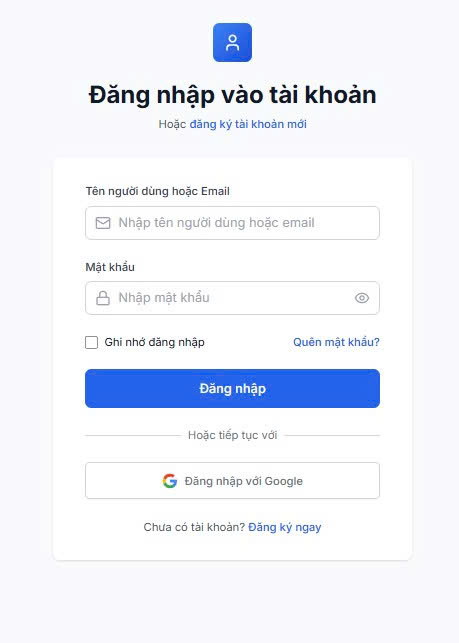 Đăng nhập vào tài khoản
Hoặc đăng ký tài khoản mới
Tên người dùng hoặc Email
Nhập tên người dùng hoặc email
Mật khẩu
Nhập mật khẩu
Ghi nhớ đăng nhập
Quên mật khẩu?
Đăng nhập
Hoặc tiếp tục với
Đăng nhập với Google
Chưa có tài khoản? Đăng ký ngay